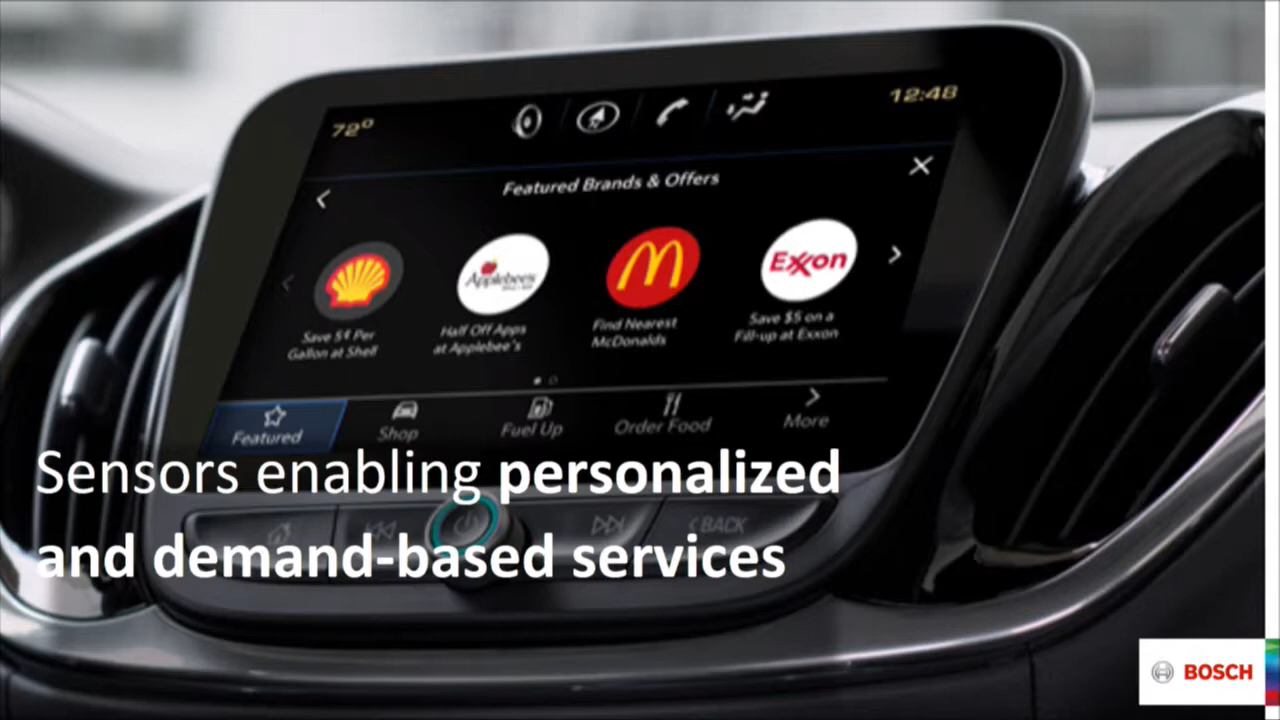 72°
12:48
Featured Brands & Offers
Exxon
Applebee's
Save 5¢ Per
Gallon at Shell
Half Off Apps
at Applebee's
Find Nearest
McDonalds
Save $5 on a
Fill-up at Exxon
Featured
Shop
Fuel Up
Order Food
More
Sensors enabling personalized
and demand-based services
BACK
BOSCH